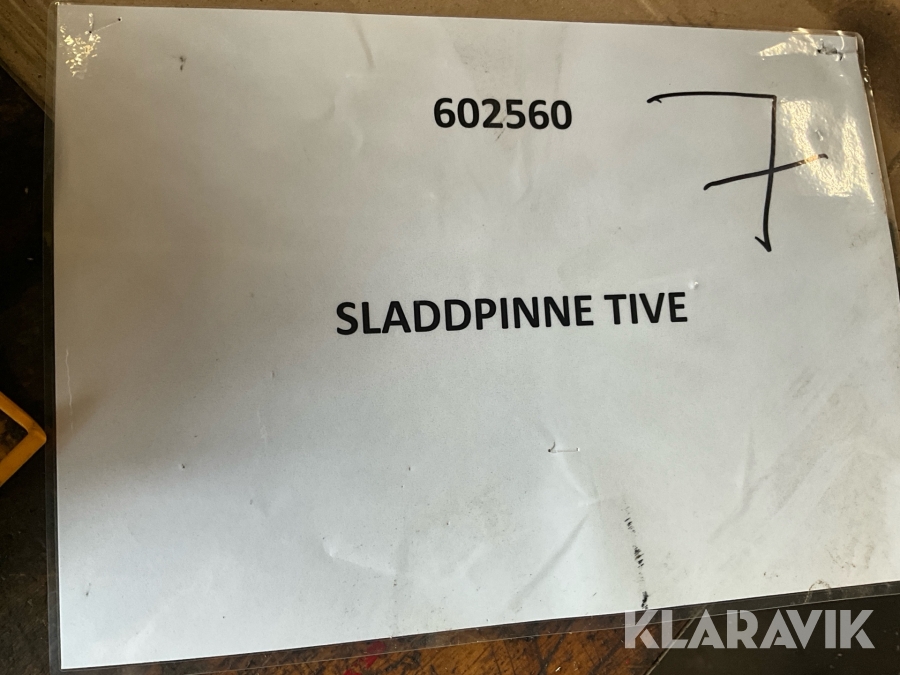 602560
7
SLADDPINNE TIVE
KLARAVIK